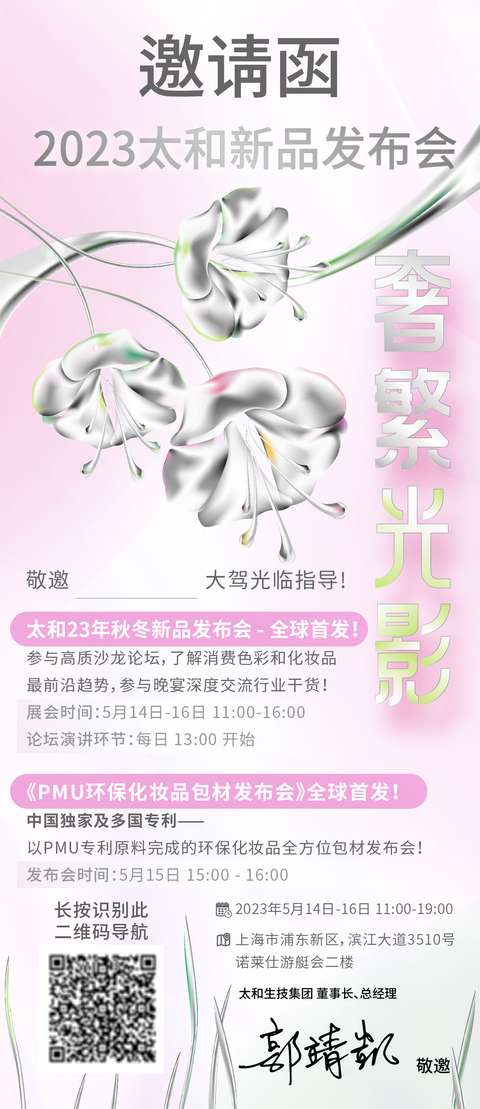 邀请函
2023太和新品发布会
奢繁光影
敬邀 大驾光临指导!
太和23年秋冬新品发布会 - 全球首发!
参与高质沙龙论坛,了解消费色彩和化妆品
最前沿趋势,参与晚宴深度交流行业干货!
展会时间:5月14日-16日 11:00-16:00
论坛演讲环节:每日 13:00 开始
《PMU环保化妆品包材发布会》全球首发!
中国独家及多国专利——
以PMU专利原料完成的环保化妆品全方位包材发布会!
发布会时间:5月15日 15:00 - 16:00
长按识别此
二维码导航
2023年5月14日-16日 11:00-19:00
上海市浦东新区,滨江大道3510号
诺莱仕游艇会二楼
太和生技集团 董事长、总经理
郭靖凯 敬邀